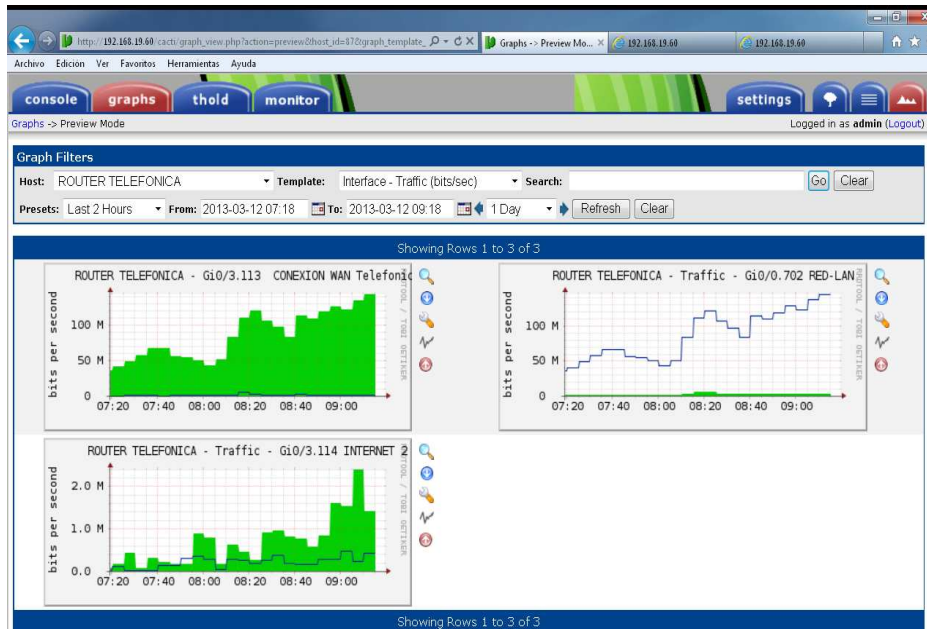 http://192.168.19.60/cacti/graph_view.php?action=preview&host_id=87&graph_template_
Graphs -> Preview Mo...
192.168.19.60
192.168.19.60
Archivo Edición Ver Favoritos Herramientas Ayuda
console graphs thold monitor settings
Graphs -> Preview Mode Logged in as admin (Logout)
Graph Filters
Host: ROUTER TELEFONICA Template: Interface - Traffic (bits/sec) Search: Go Clear
Presets: Last 2 Hours From: 2013-03-12 07:18 To: 2013-03-12 09:18 1 Day Refresh Clear
Showing Rows 1 to 3 of 3
ROUTER TELEFONICA - Gi0/3.113 CONEXION WAN Telefonic
bits per second
100 M
50 M
0
07:20 07:40 08:00 08:20 08:40 09:00
RRDTOOL / TOBI OETIKER
ROUTER TELEFONICA - Traffic - Gi0/0.702 RED-LAN
bits per second
100 M
50 M
0
07:20 07:40 08:00 08:20 08:40 09:00
RRDTOOL / TOBI OETIKER
ROUTER TELEFONICA - Traffic - Gi0/3.114 INTERNET 2
bits per second
2.0 M
1.0 M
0.0
07:20 07:40 08:00 08:20 08:40 09:00
RRDTOOL / TOBI OETIKER
Showing Rows 1 to 3 of 3